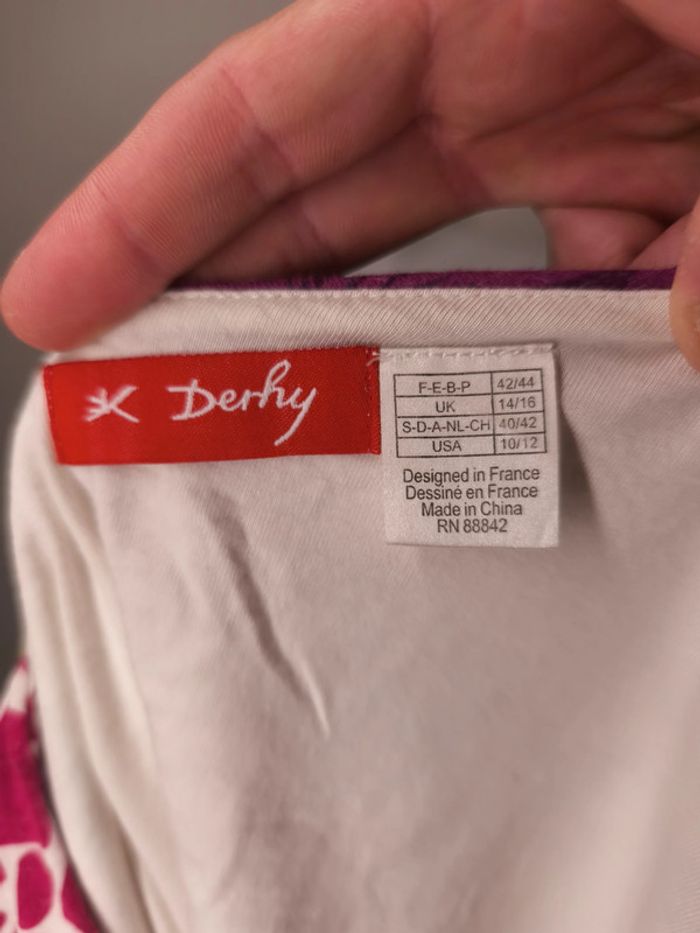 Derhy
F-E-B-P 42/44
UK 14/16
S-D-A-NL-CH 40/42
USA 10/12
Designed in France
Dessiné en France
Made in China
RN 88842